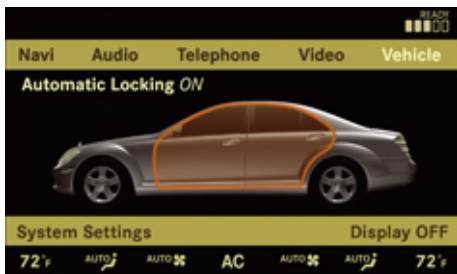 READY
Navi Audio Telephone Video Vehicle
Automatic Locking ON
System Settings Display OFF
72°F AUTO AUTO AC AUTO AUTO 72°F